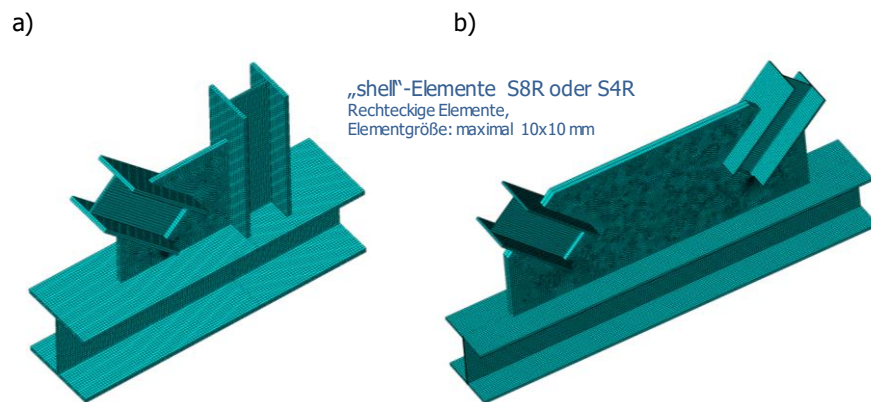 a)
b)
„shell“-Elemente S8R oder S4R
Rechteckige Elemente,
Elementgröße: maximal 10x10 mm